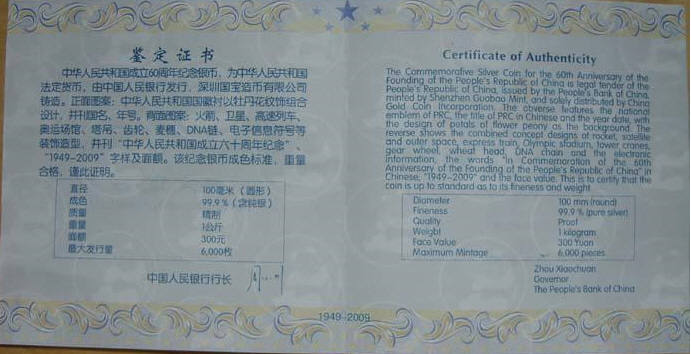 鉴定证书
中华人民共和国成立60周年纪念银币，为中华人民共和国
法定货币，由中国人民银行发行，深圳国宝造币有限公司
铸造。正面图案：中华人民共和国国徽衬以牡丹花纹饰组合
设计，并刊国名、年号。背面图案：火箭、卫星、高速列车、
奥运场馆、塔吊、齿轮、麦穗、DNA链、电子信息符号等
装饰造型，并刊“中华人民共和国成立六十周年纪念”、
“1949-2009”字样及面额。该纪念银币成色标准，重量
合格，谨此证明。
直径 100毫米（圆形）
成色 99.9％（含纯银）
质量 精制
重量 1公斤
面额 300元
最大发行量 6,000枚
中国人民银行行长
Certificate of Authenticity
The Commemorative Silver Coin for the 60th Anniversary of the
Founding of the People's Republic of China is legal tender of the
People's Republic of China, issued by the People's Bank of China,
minted by Shenzhen Guobao Mint, and solely distributed by China
Gold Coin Incorporation. The obverse features the national
emblem of PRC, the title of PRC in Chinese and the year date, with
the design of petals of flower peony as the background. The
reverse shows the combined concept designs of rocket, satellite
and outer space, express train, Olympic stadium, tower cranes,
gear wheel, wheat head, DNA chain and the electronic
information, the words "In Commemoration of the 60th
Anniversary of the Founding of the People's Republic of China" in
Chinese, "1949-2009" and the face value. This is to certify that the
coin is up to standard as to its fineness and weight.
Diameter 100 mm (round)
Fineness 99.9 % (pure silver)
Quality Proof
Weight 1 kilogram
Face Value 300 Yuan
Maximum Mintage 6,000 pieces
Zhou Xiaochuan
Governor
The People's Bank of China
1949-2009